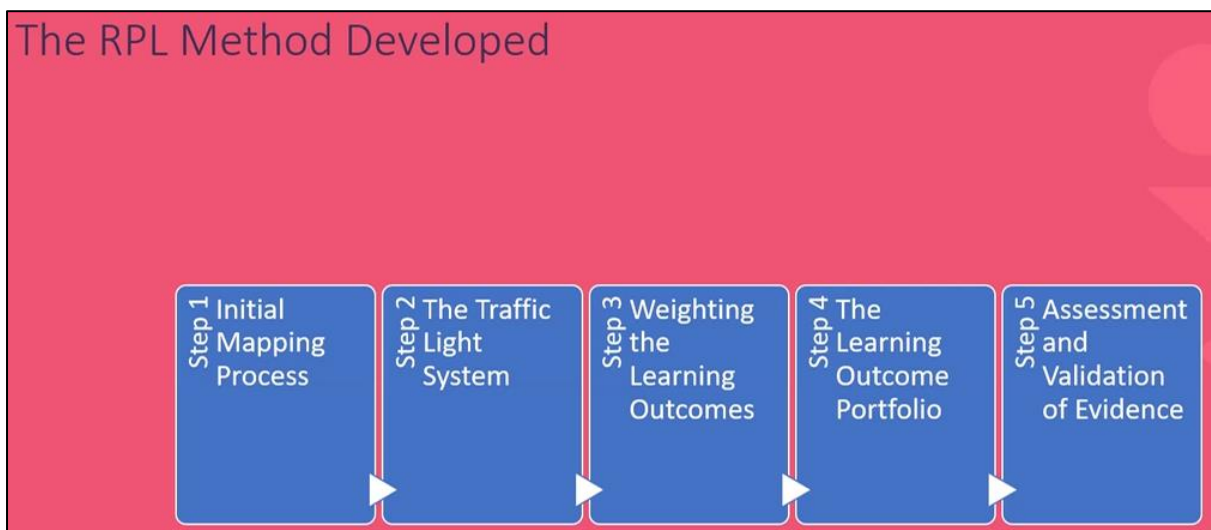 The RPL Method Developed
Step 1
Initial
Mapping
Process
Step 2
The Traffic
Light
System
Step 3
Weighting
the
Learning
Outcomes
Step 4
The
Learning
Outcome
Portfolio
Step 5
Assessment
and
Validation
of Evidence